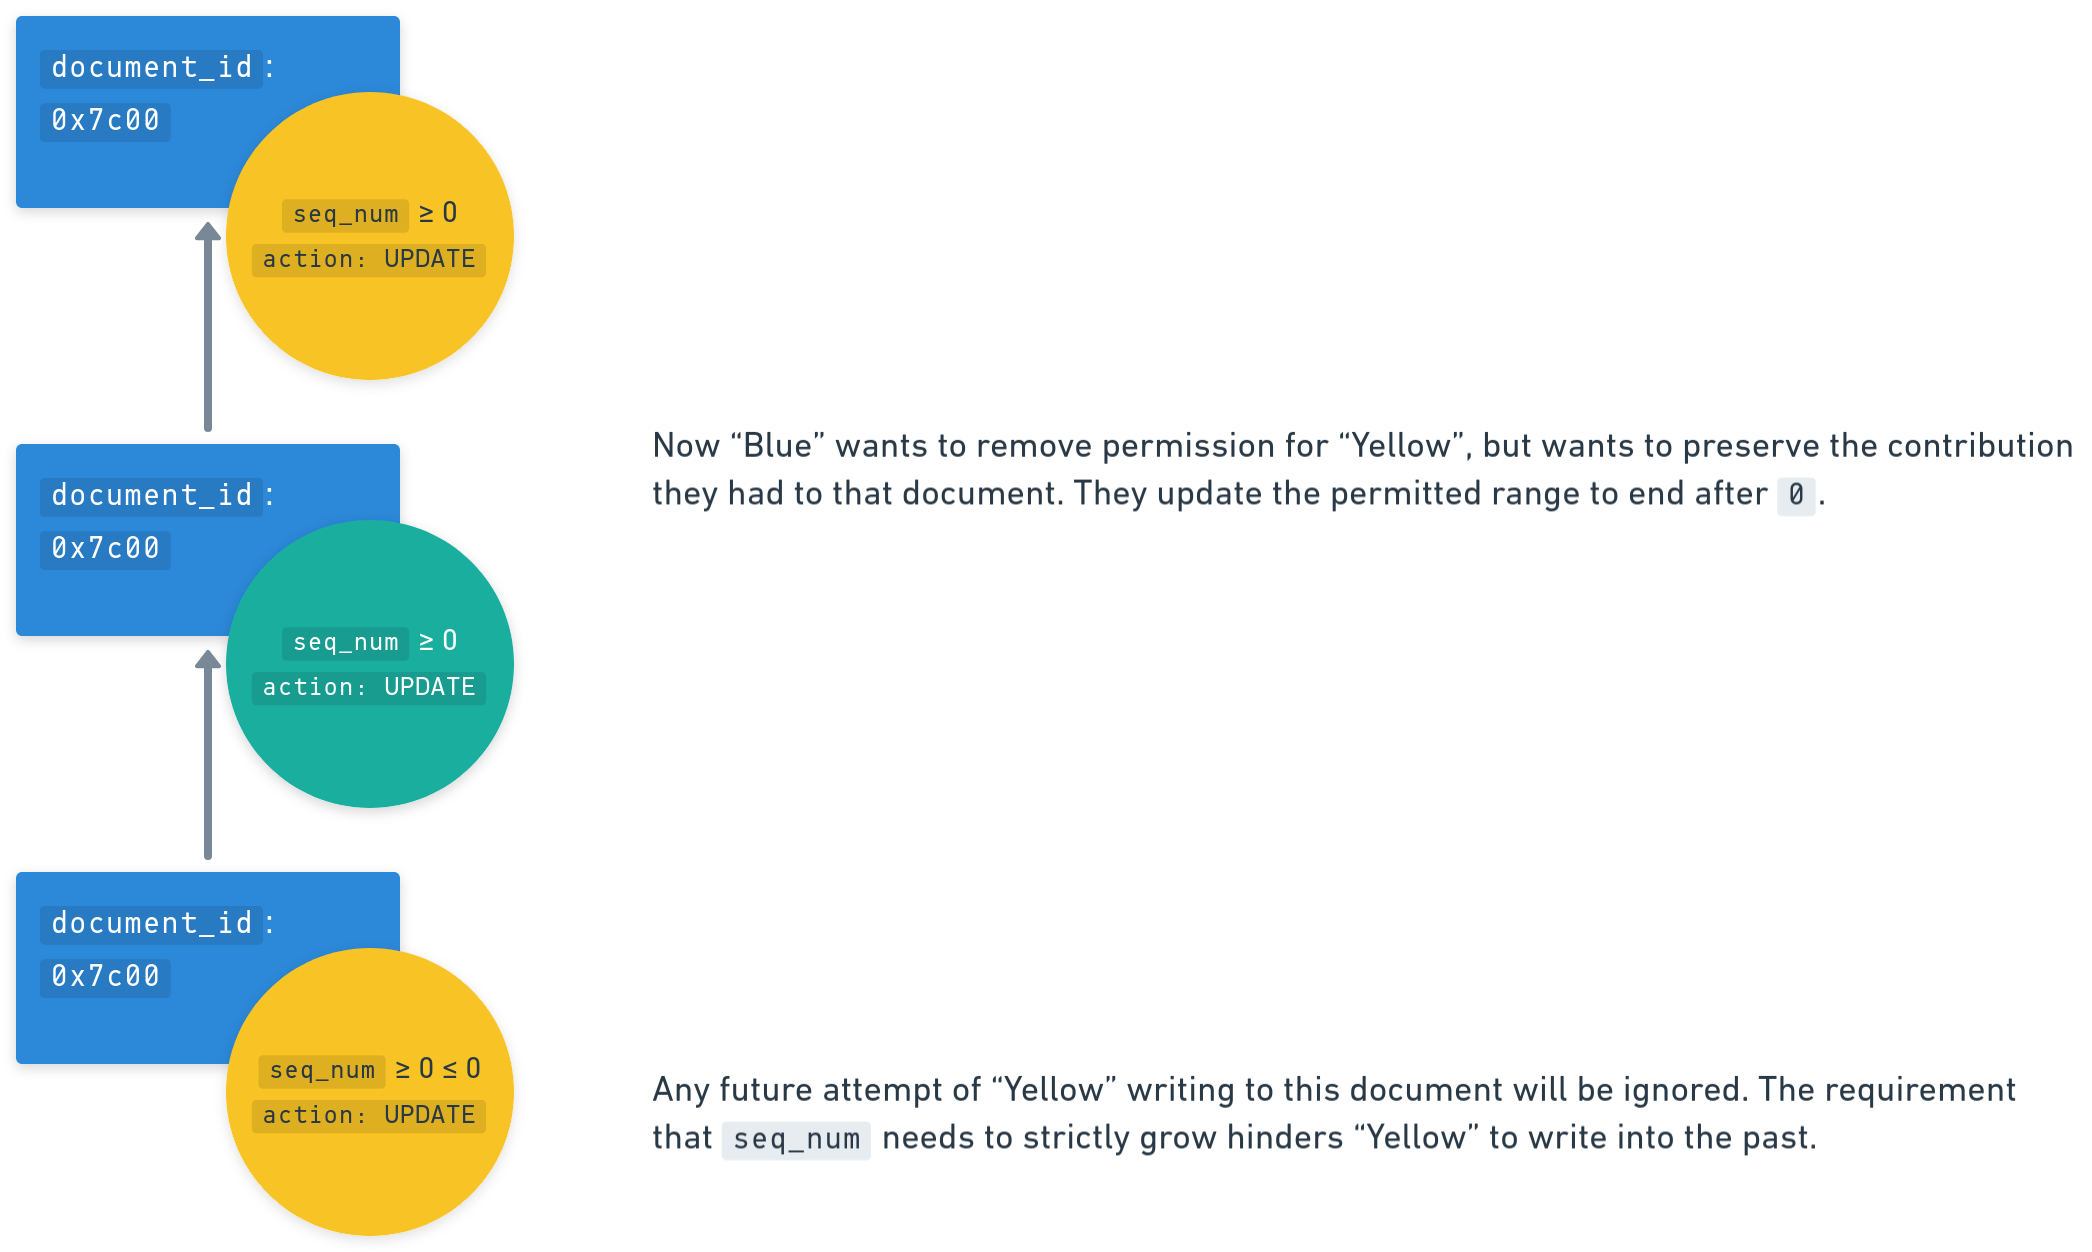 document_id:
0x7c00
seq_num ≥ 0
action: UPDATE
Now “Blue” wants to remove permission for “Yellow”, but wants to preserve the contribution
they had to that document. They update the permitted range to end after 0.
document_id:
0x7c00
seq_num ≥ 0
action: UPDATE
document_id:
0x7c00
seq_num ≥ 0 ≤ 0
action: UPDATE
Any future attempt of “Yellow” writing to this document will be ignored. The requirement
that seq_num needs to strictly grow hinders “Yellow” to write into the past.